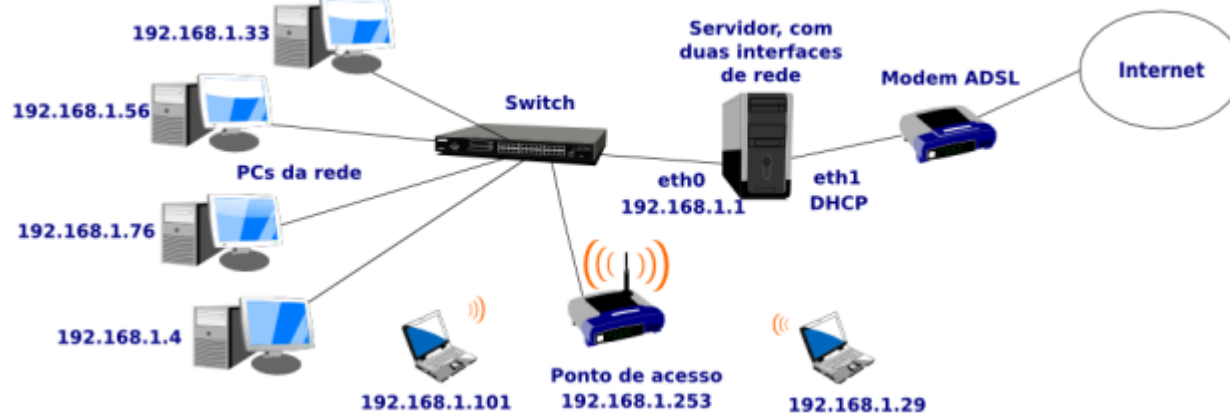 192.168.1.33
192.168.1.56
PCs da rede
192.168.1.76
192.168.1.4
Switch
Servidor, com
duas interfaces
de rede
Modem ADSL
Internet
eth0
192.168.1.1
eth1
DHCP
192.168.1.101
Ponto de acesso
192.168.1.253
192.168.1.29